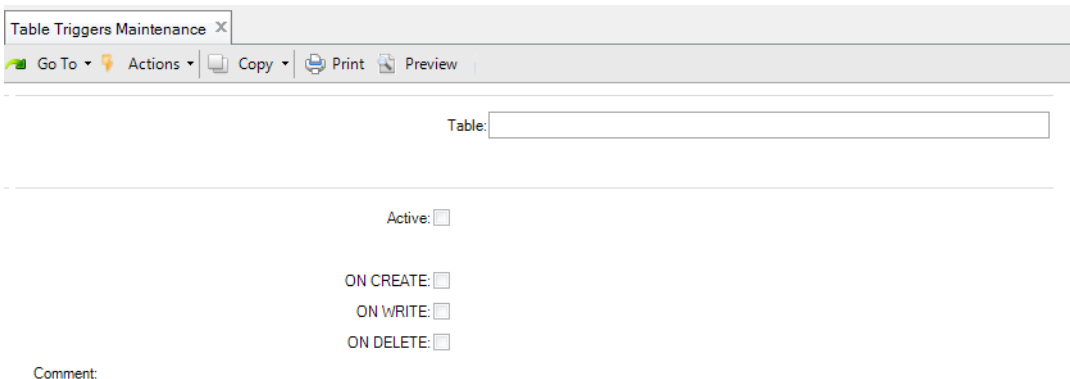 Table Triggers Maintenance X
Go To Actions Copy Print Preview
Table:
Active:
ON CREATE:
ON WRITE:
ON DELETE:
Comment: